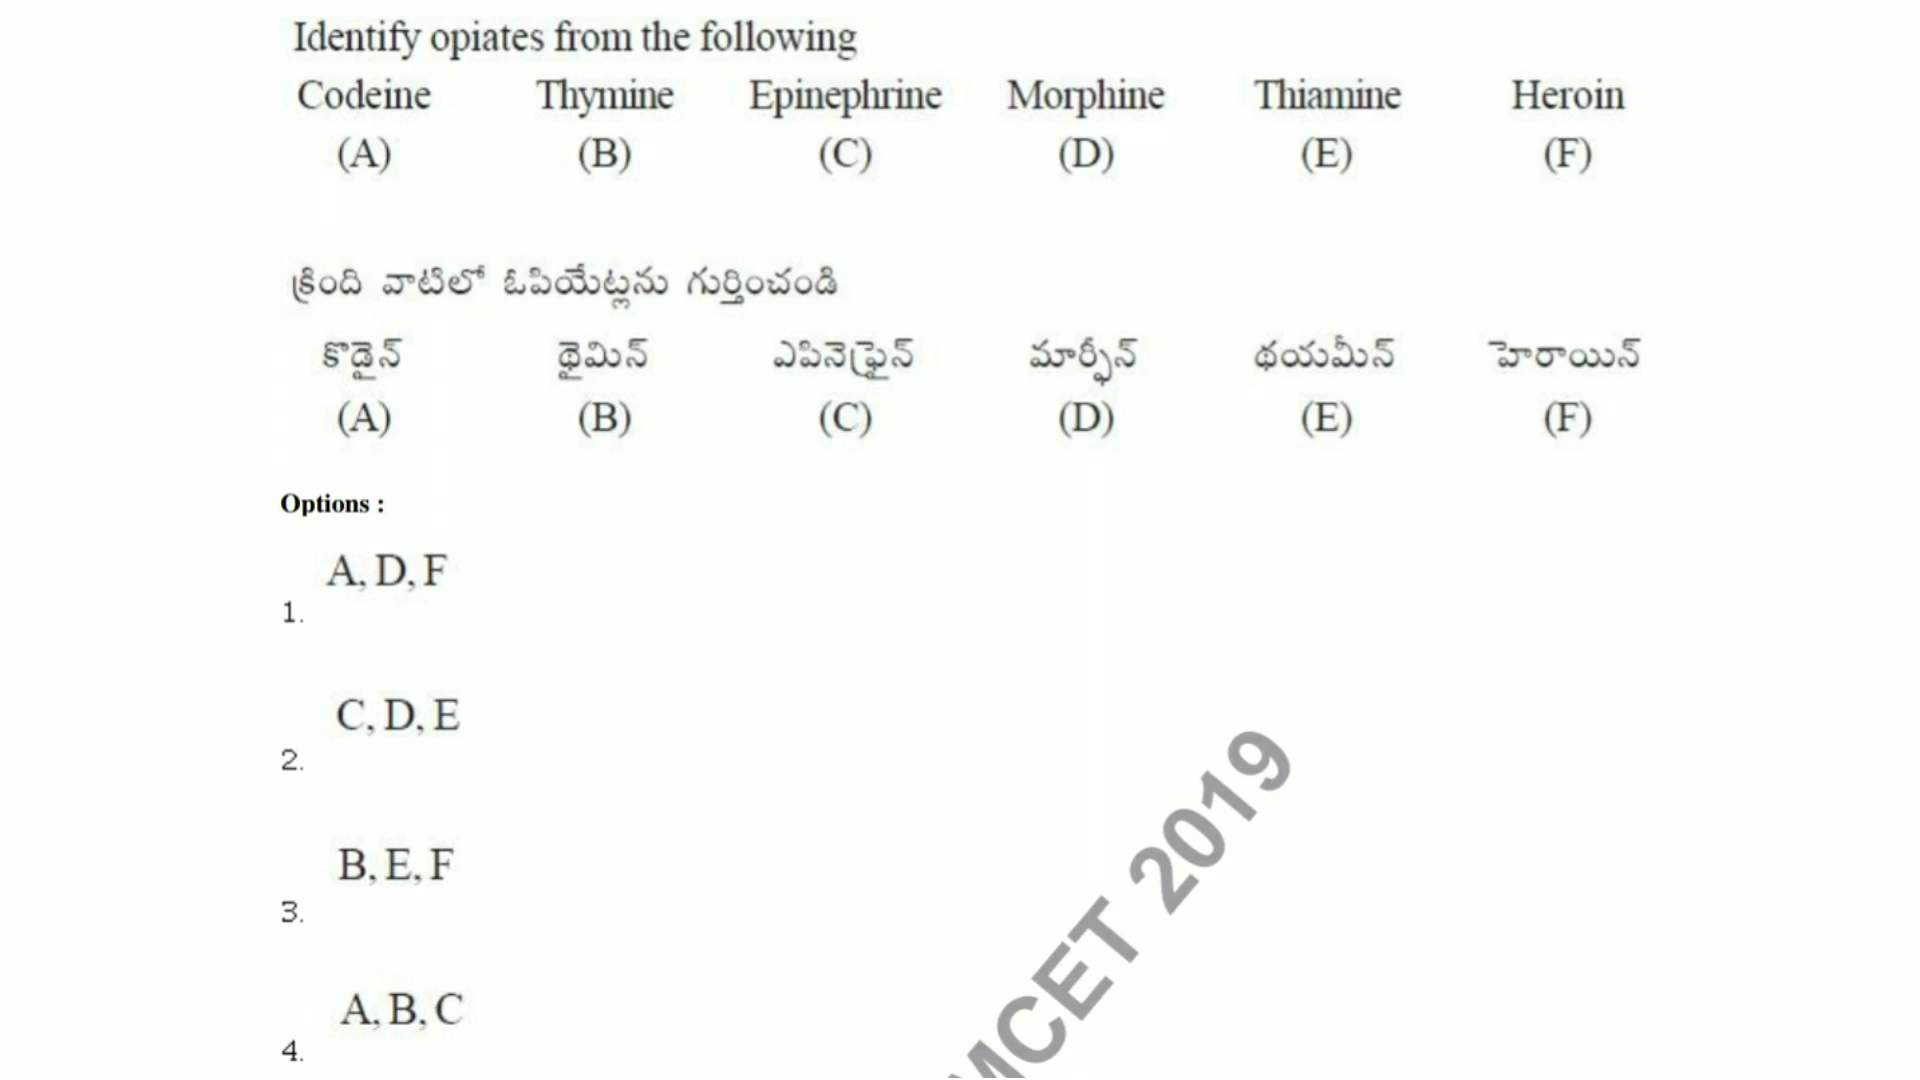 Identify opiates from the following
Codeine Thymine Epinephrine Morphine Thiamine Heroin
(A) (B) (C) (D) (E) (F)
క్రింది వాటిలో ఓపియేట్లను గుర్తించండి
కొడైన్ థైమిన్ ఎపినెఫ్రైన్ మార్ఫీన్ థయమీన్ హెరాయిన్
(A) (B) (C) (D) (E) (F)
Options :
A, D, F
1.
C, D, E
2.
B, E, F
3.
A, B, C
4.
MCET 2019